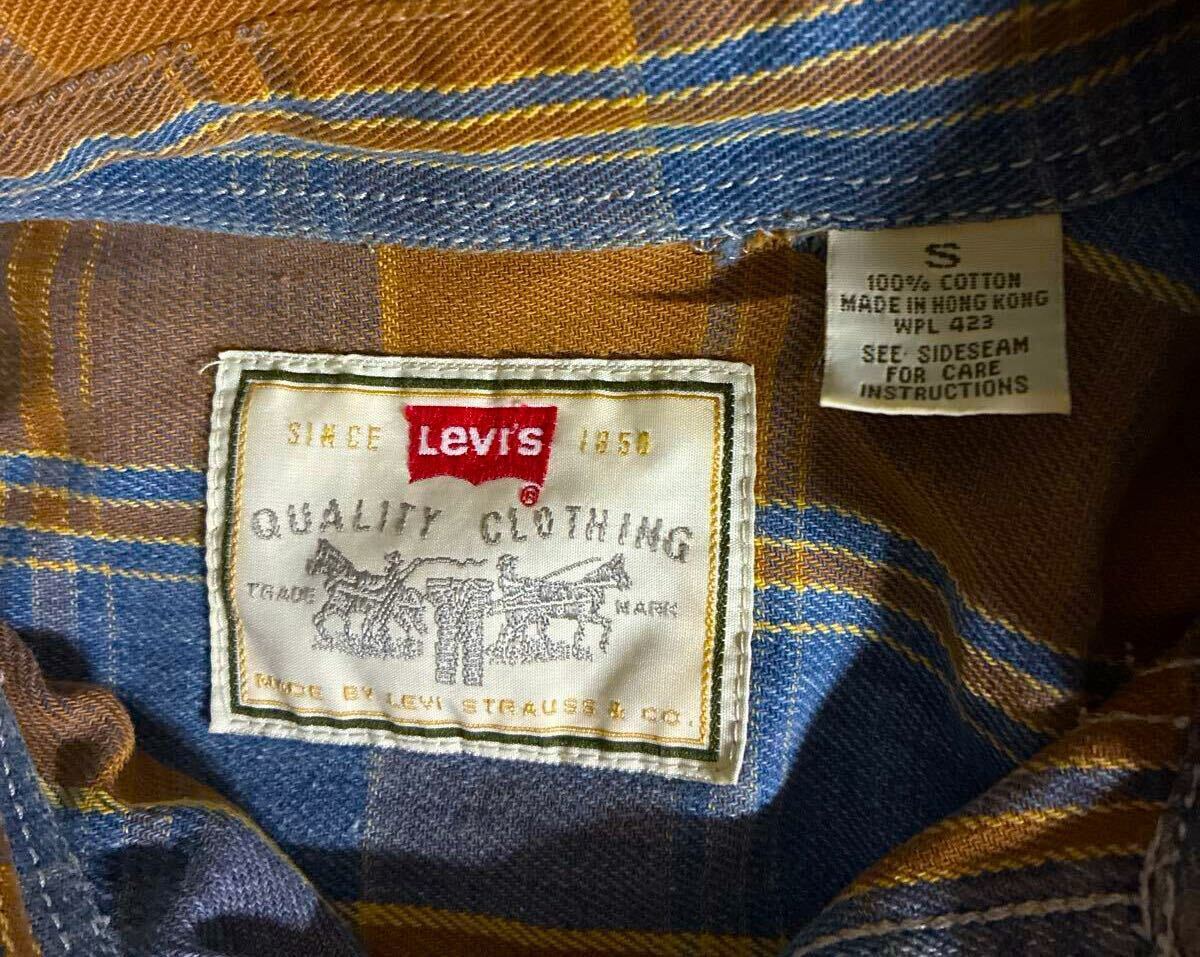 SINCE LEVI'S ® 1850
QUALITY CLOTHING
TRADE MARK
MADE BY LEVI STRAUSS & CO.
S
100% COTTON
MADE IN HONG KONG
WPL 423
SEE SIDESEAM
FOR CARE
INSTRUCTIONS